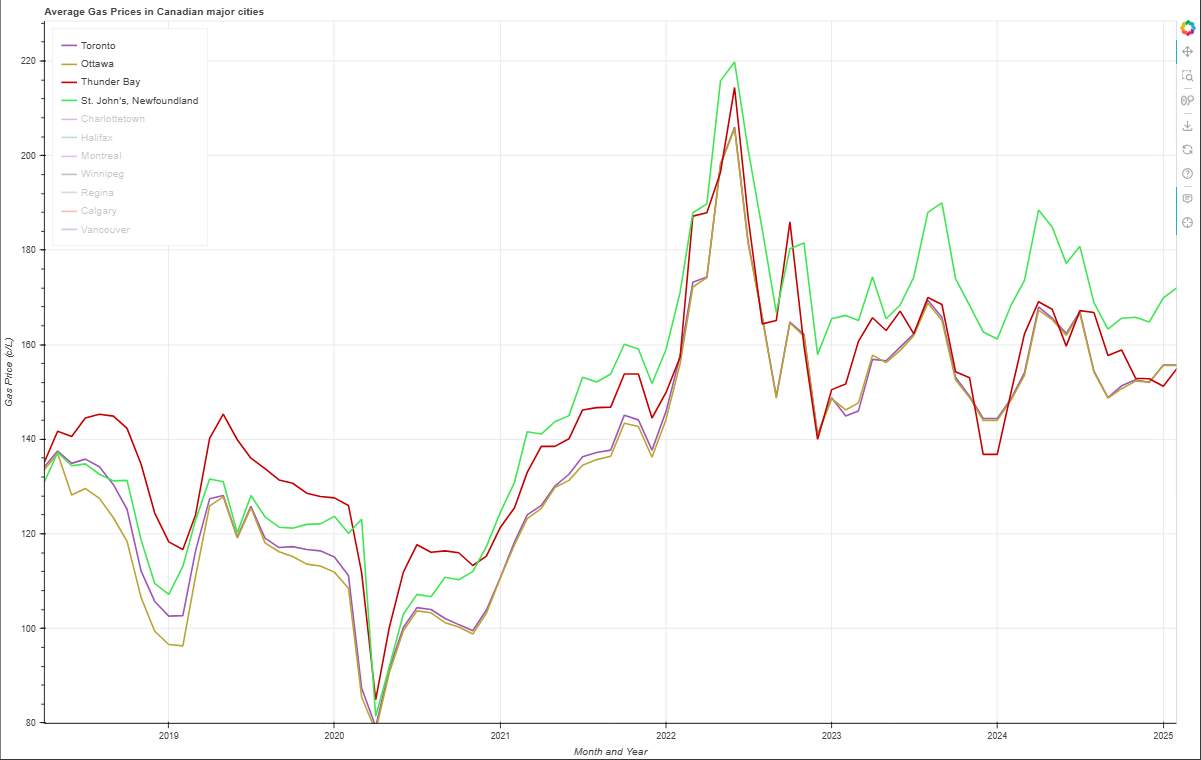 Average Gas Prices in Canadian major cities
Toronto
Ottawa
Thunder Bay
St. John's, Newfoundland
Charlottetown
Halifax
Montreal
Winnipeg
Regina
Calgary
Vancouver
220
200
180
160
140
120
100
80
Gas Price (¢/L)
2019 2020 2021 2022 2023 2024 2025
Month and Year